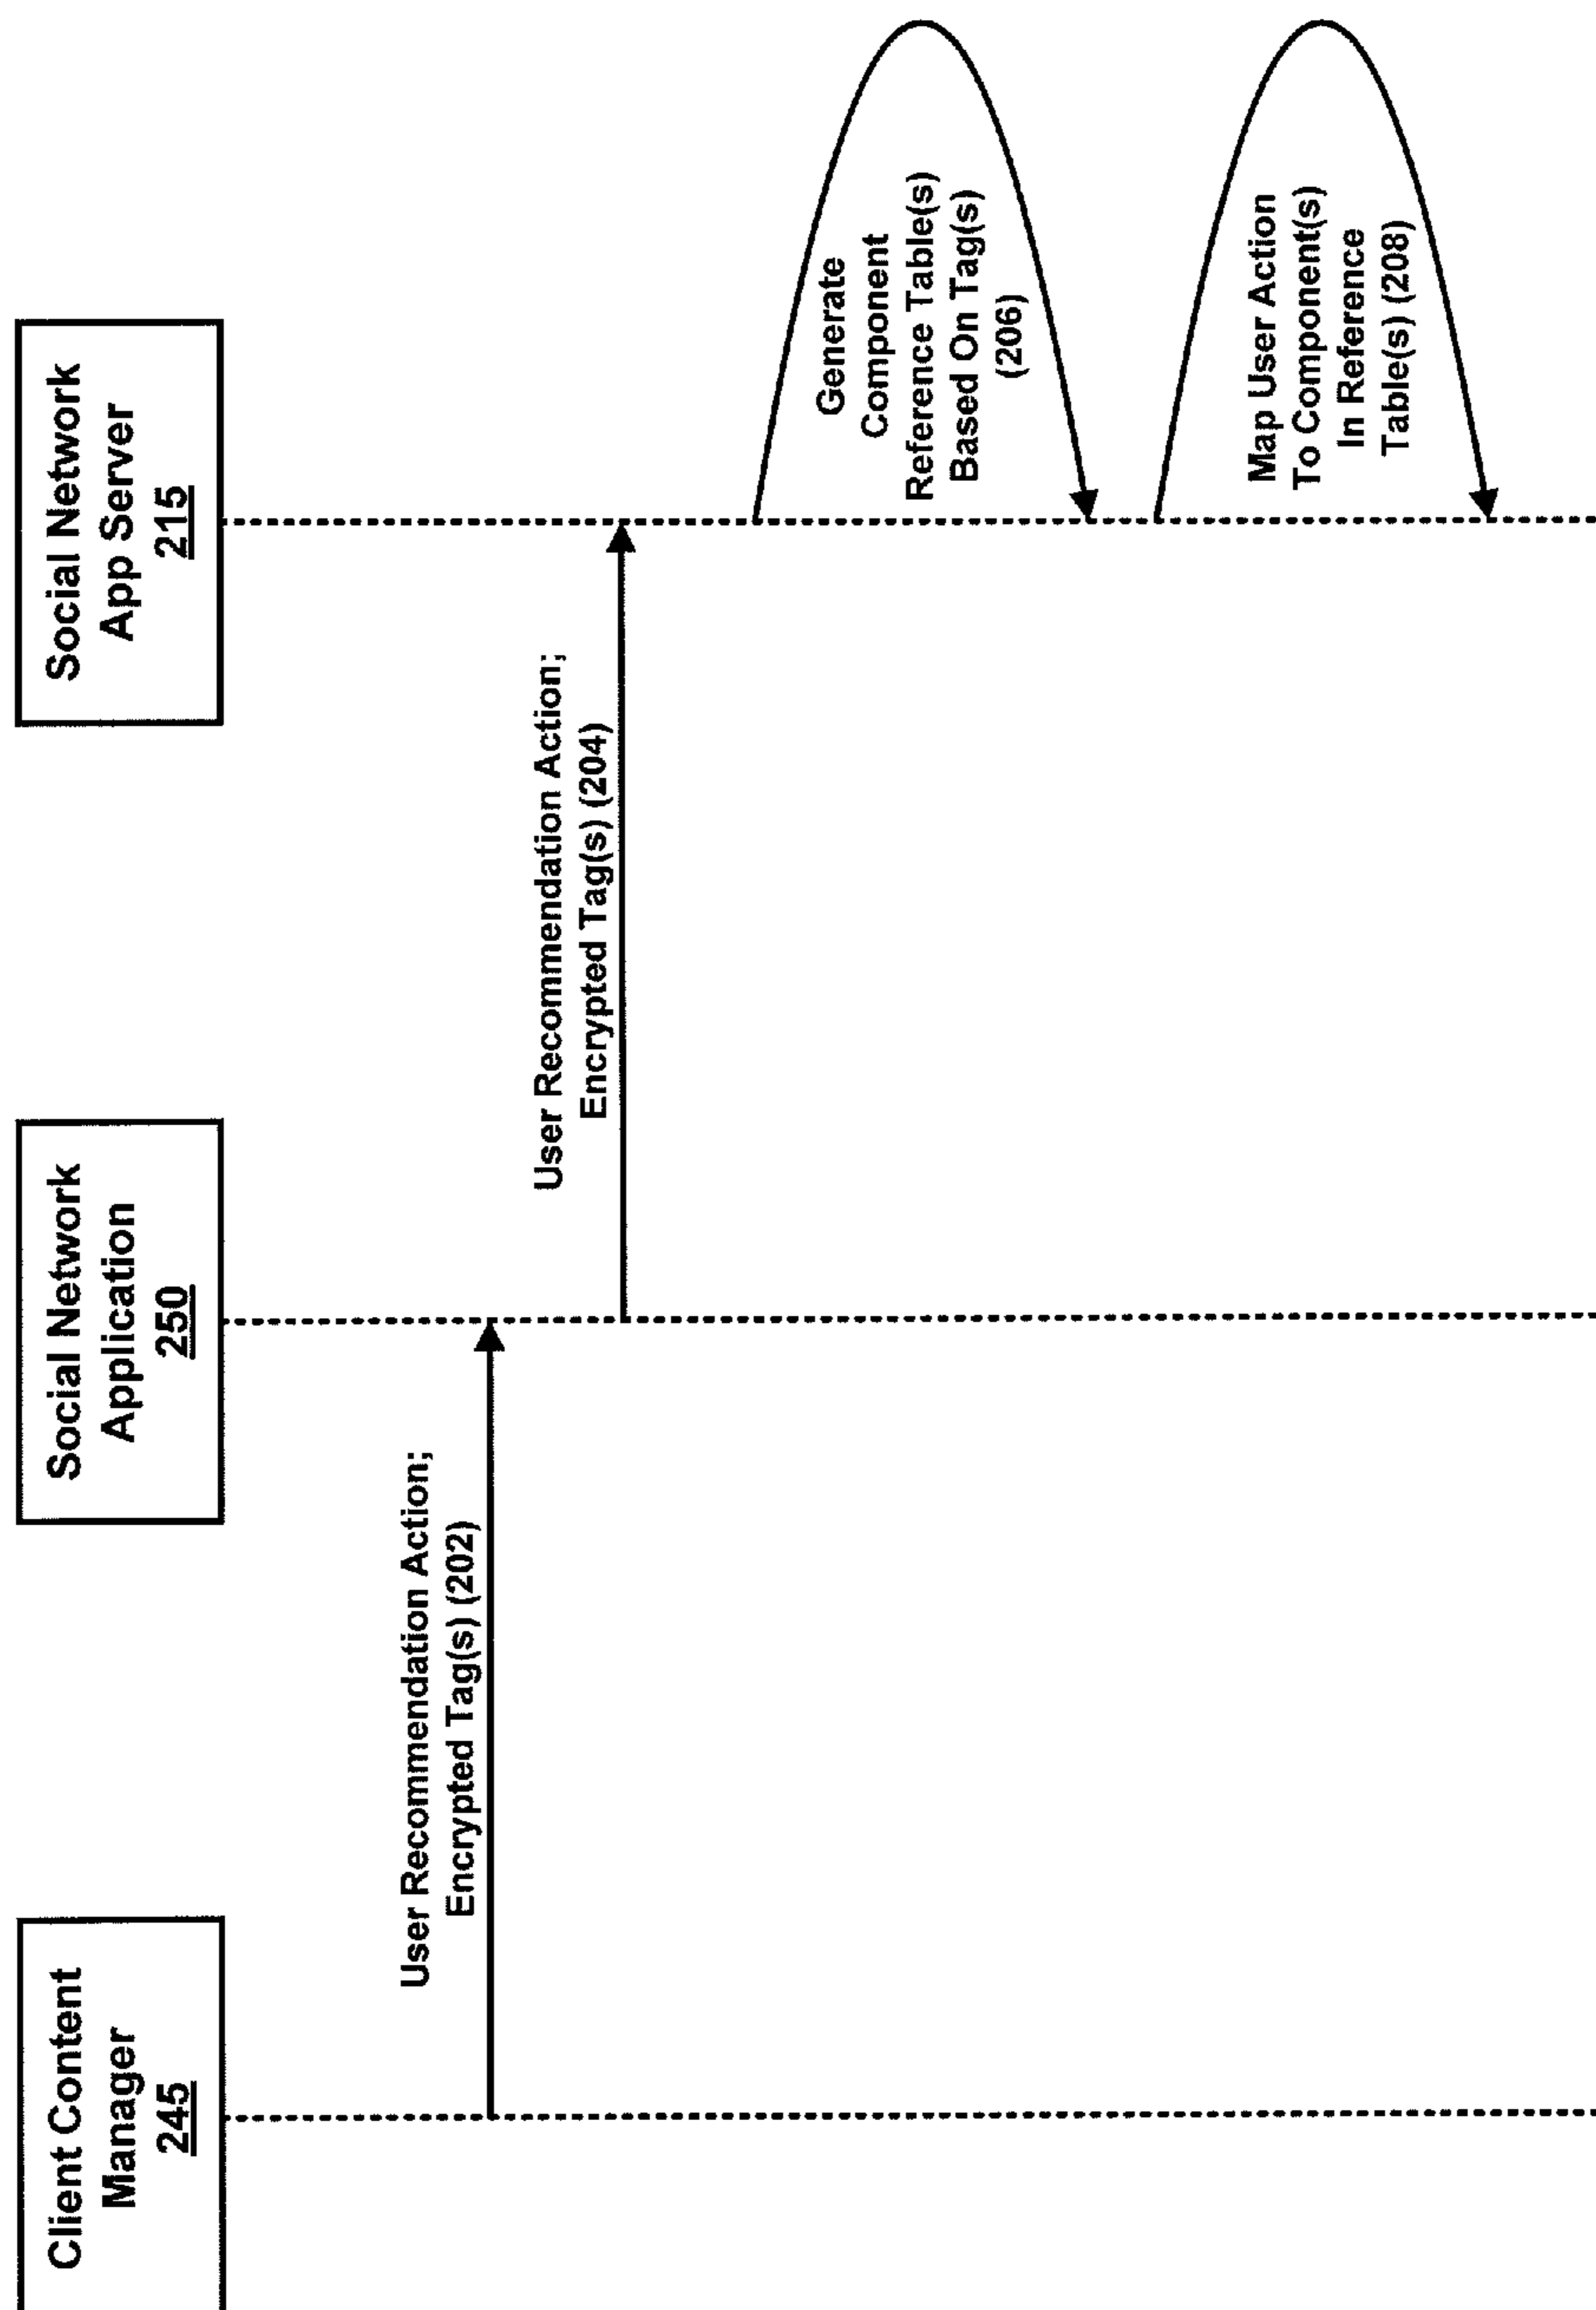 Client Content
Manager
245
Social Network
Application
250
Social Network
App Server
215
User Recommendation Action;
Encrypted Tag(s) (202)
User Recommendation Action;
Encrypted Tag(s) (204)
Generate
Component
Reference Table(s)
Based On Tag(s)
(206)
Map User Action
To Component(s)
In Reference
Table(s) (208)